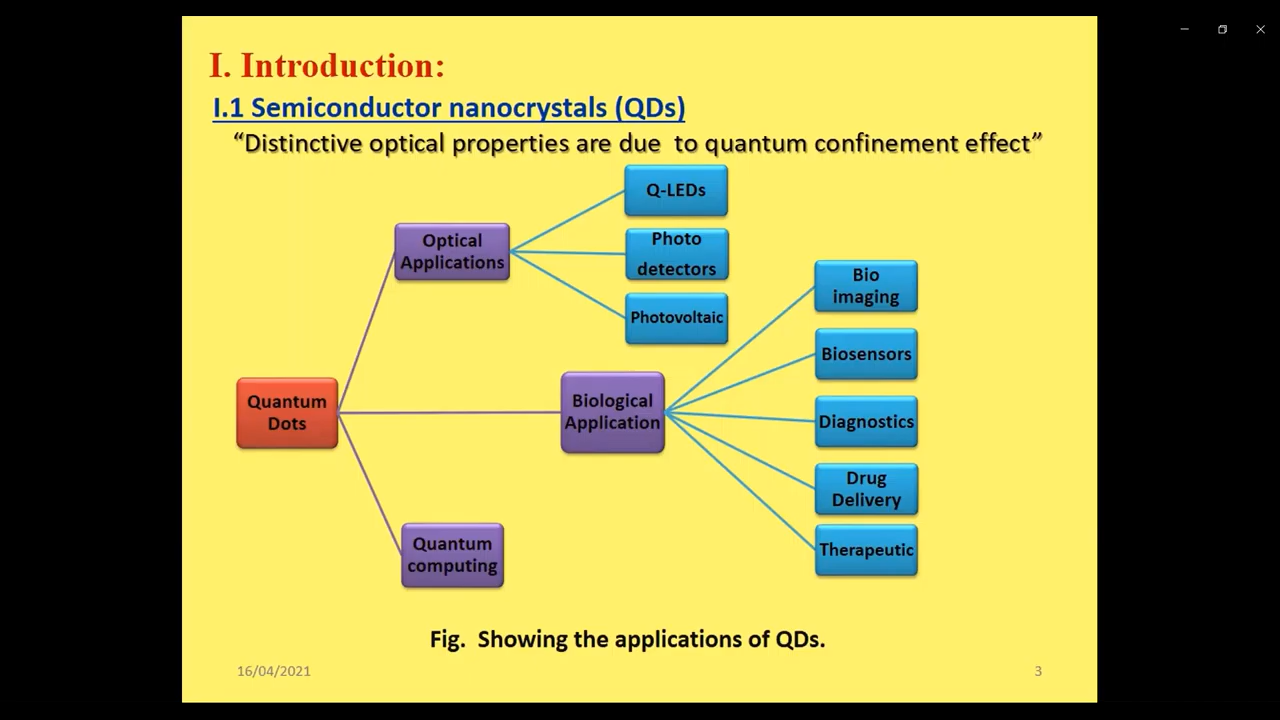 I. Introduction:
I.1 Semiconductor nanocrystals (QDs)
“Distinctive optical properties are due to quantum confinement effect”
Quantum
Dots
Optical
Applications
Q-LEDs
Photo
detectors
Photovoltaic
Biological
Application
Bio
imaging
Biosensors
Diagnostics
Drug
Delivery
Therapeutic
Quantum
computing
Fig. Showing the applications of QDs.
16/04/2021
3